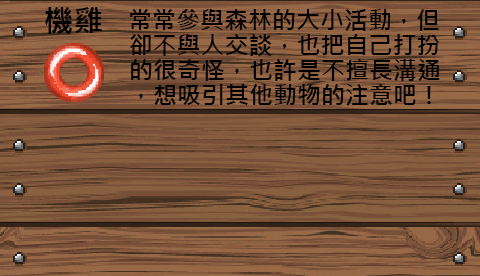 機雞
常常參與森林的大小活動，但
卻不與人交談，也把自己打扮
的很奇怪，也許是不擅長溝通
，想吸引其他動物的注意吧！